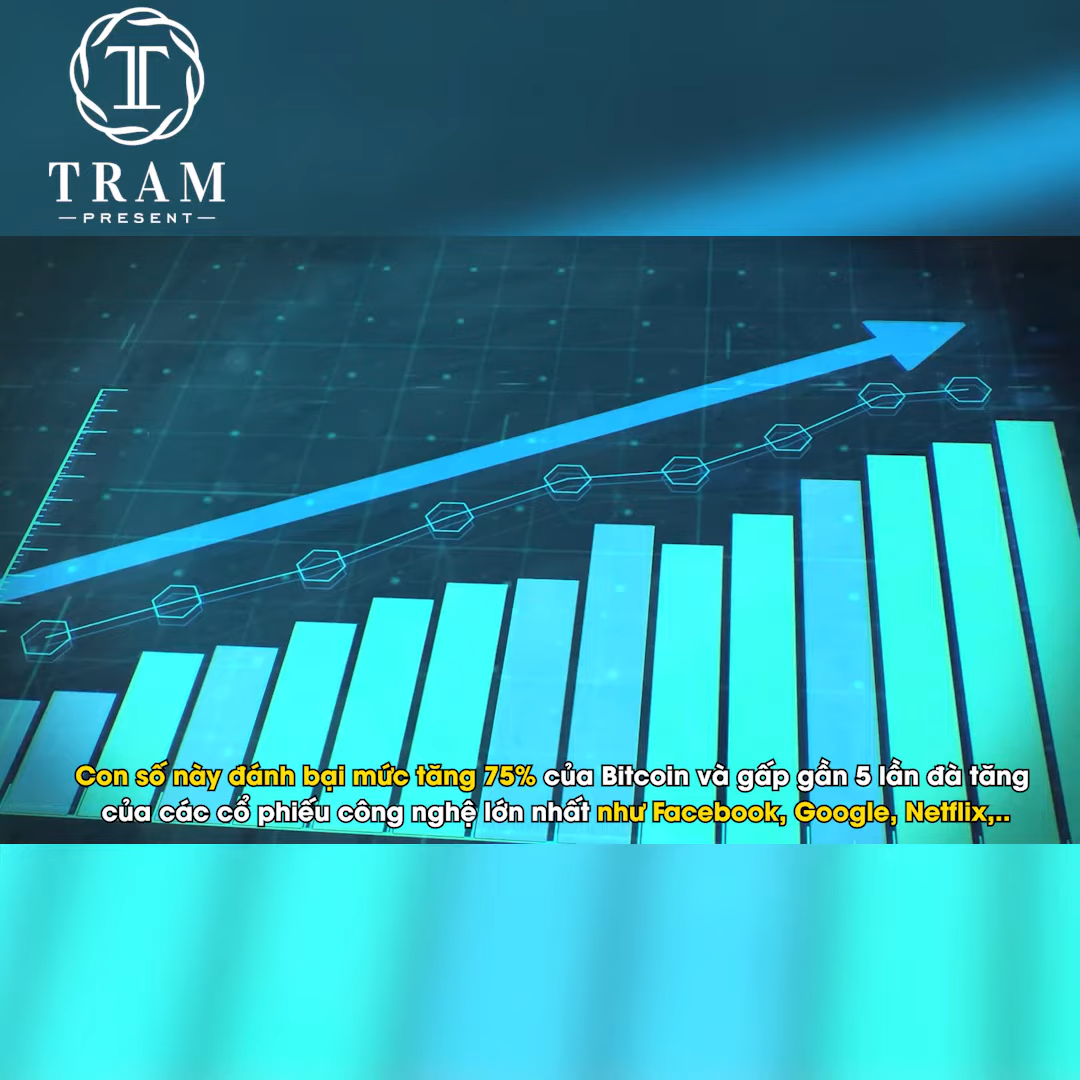 T
TRAM
PRESENT
Con số này đánh bại mức tăng 75% của Bitcoin và gấp gần 5 lần đà tăng
của các cổ phiếu công nghệ lớn nhất như Facebook, Google, Netflix,..